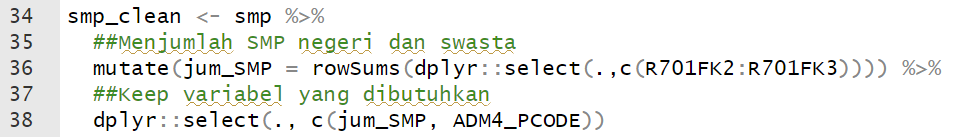 34 smp_clean <- smp %>%
35 ##Menjumlah SMP negeri dan swasta
36 mutate(jum_SMP = rowSums(dplyr::select(.,c(R701FK2:R701FK3)))) %>%
37 ##Keep variabel yang dibutuhkan
38 dplyr::select(., c(jum_SMP, ADM4_PCODE))